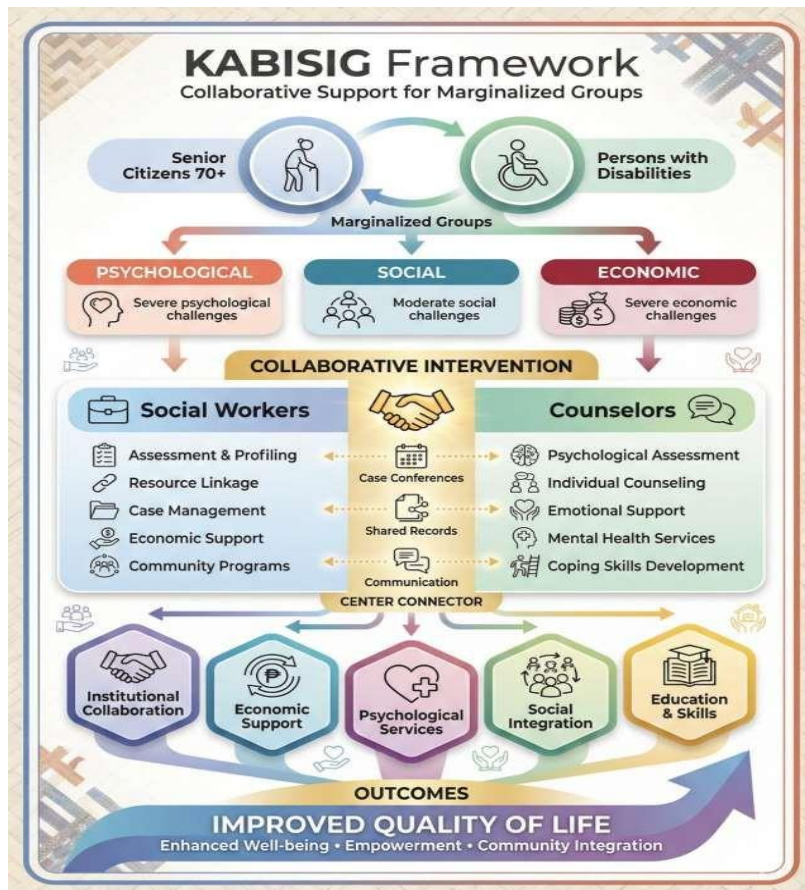 KABISIG Framework
Collaborative Support for Marginalized Groups
Senior
Citizens 70+
Persons with
Disabilities
Marginalized Groups
PSYCHOLOGICAL
Severe psychological
challenges
SOCIAL
Moderate social
challenges
ECONOMIC
Severe economic
challenges
COLLABORATIVE INTERVENTION
Social Workers
Assessment & Profiling
Resource Linkage
Case Management
Economic Support
Community Programs
Case Conferences
Shared Records
Communication
CENTER CONNECTOR
Counselors
Psychological Assessment
Individual Counseling
Emotional Support
Mental Health Services
Coping Skills Development
Institutional
Collaboration
₱
Economic
Support
Psychological
Services
Social
Integration
Education
& Skills
OUTCOMES
IMPROVED QUALITY OF LIFE
Enhanced Well-being • Empowerment • Community Integration